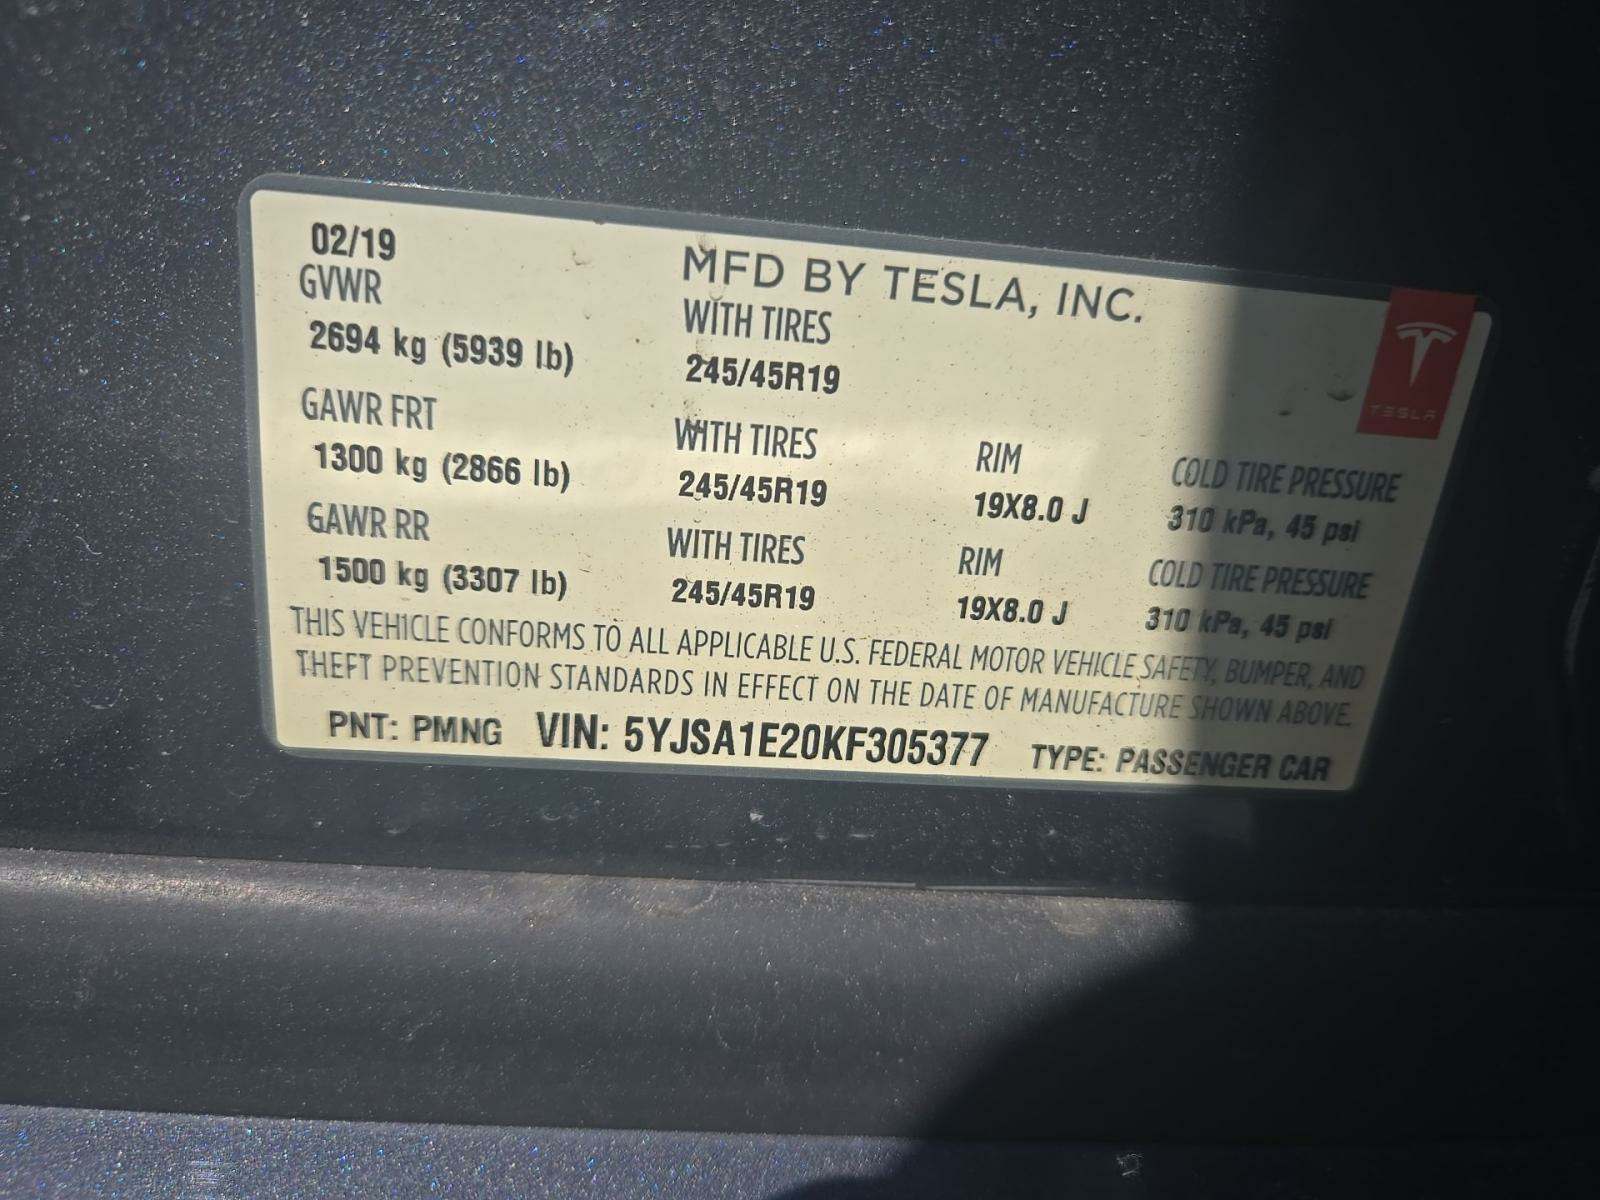 02/19
MFD BY TESLA, INC.
GVWR WITH TIRES
2694 kg (5939 lb) 245/45R19
TESLA
GAWR FRT WITH TIRES RIM COLD TIRE PRESSURE
1300 kg (2866 lb) 245/45R19 19X8.0 J 310 kPa, 45 psi
GAWR RR WITH TIRES RIM COLD TIRE PRESSURE
1500 kg (3307 lb) 245/45R19 19X8.0 J 310 kPa, 45 psi
THIS VEHICLE CONFORMS TO ALL APPLICABLE U.S. FEDERAL MOTOR VEHICLE SAFETY, BUMPER, AND
THEFT PREVENTION STANDARDS IN EFFECT ON THE DATE OF MANUFACTURE SHOWN ABOVE.
PNT: PMNG VIN: 5YJSA1E20KF305377 TYPE: PASSENGER CAR